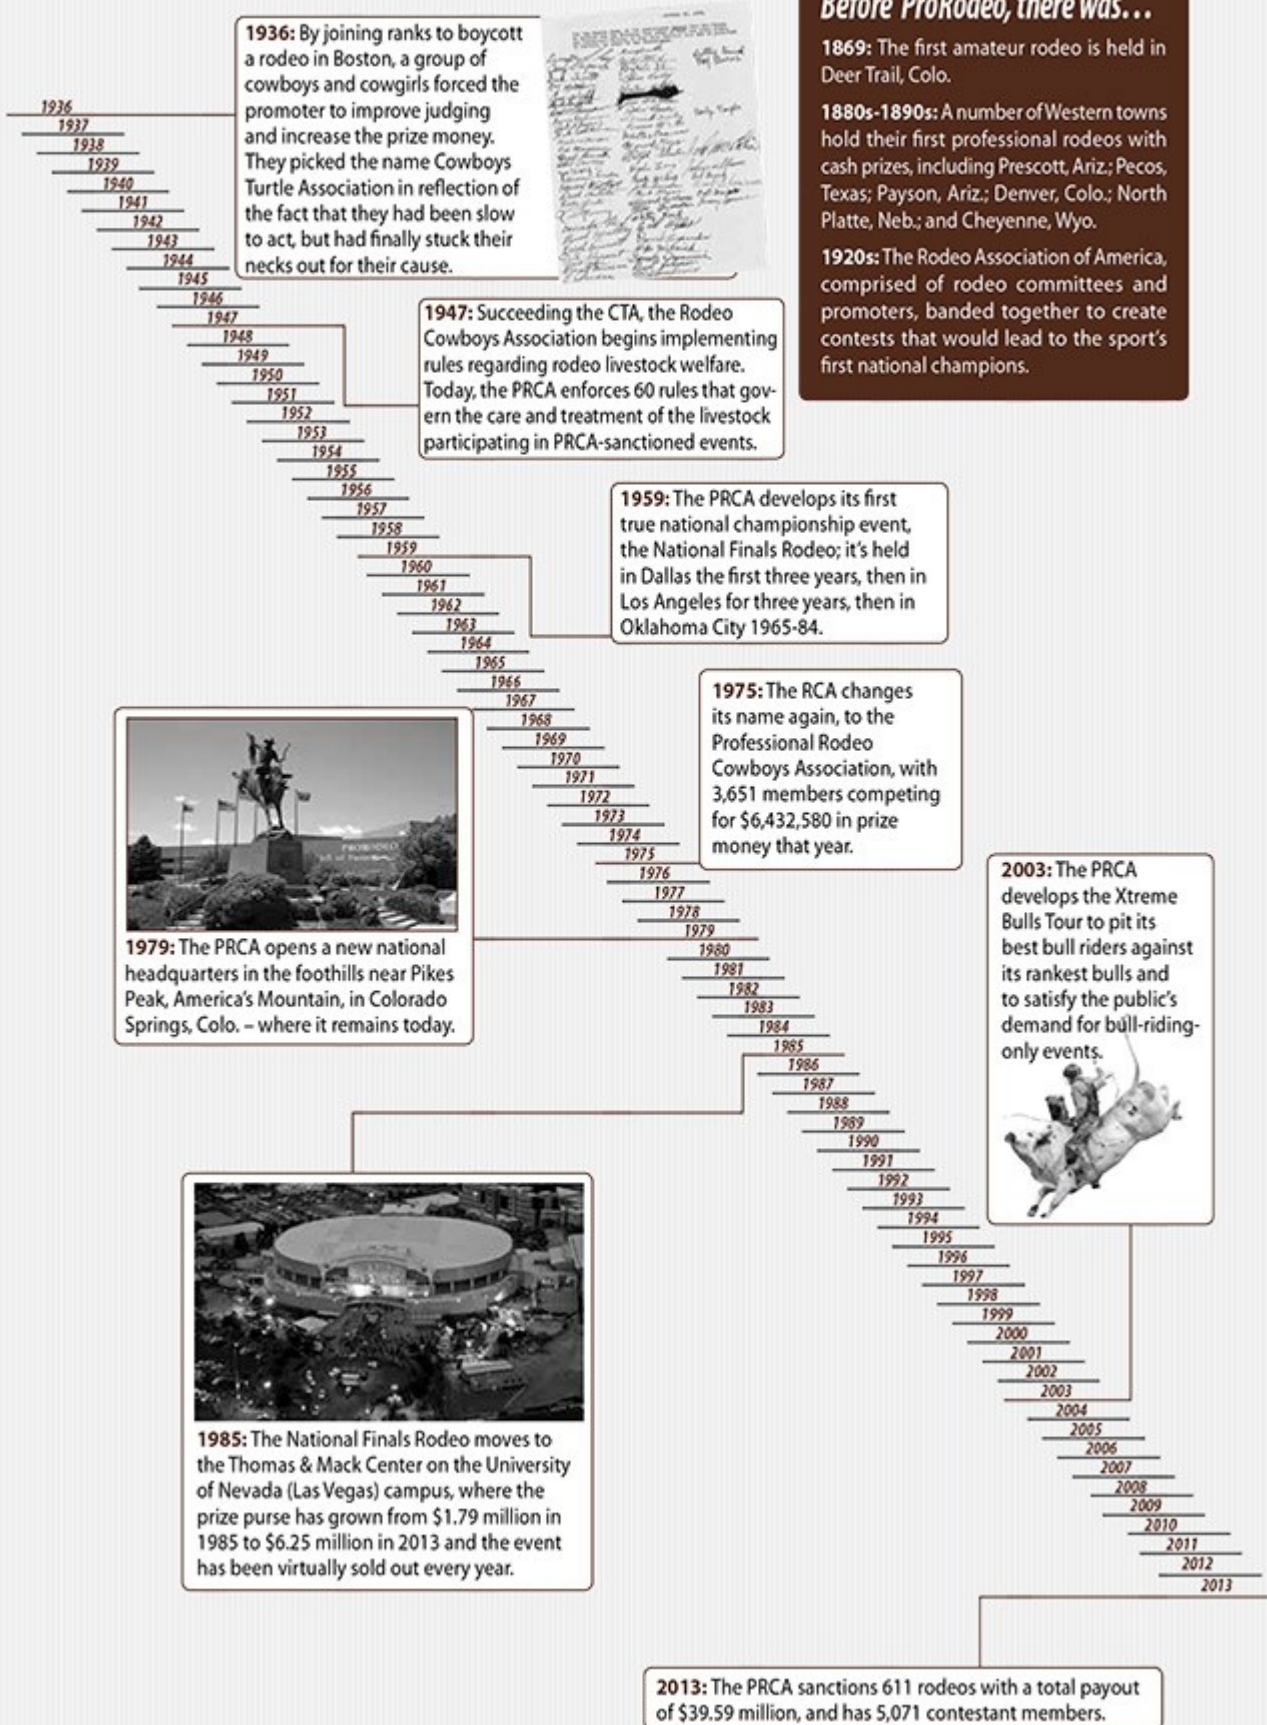 Before ProRodeo, there was...
1869: The first amateur rodeo is held in
Deer Trail, Colo.
1880s-1890s: A number of Western towns
hold their first professional rodeos with
cash prizes, including Prescott, Ariz.; Pecos,
Texas; Payson, Ariz.; Denver, Colo.; North
Platte, Neb.; and Cheyenne, Wyo.
1920s: The Rodeo Association of America,
comprised of rodeo committees and
promoters, banded together to create
contests that would lead to the sport's
first national champions.
1936: By joining ranks to boycott
a rodeo in Boston, a group of
cowboys and cowgirls forced the
promoter to improve judging
and increase the prize money.
They picked the name Cowboys
Turtle Association in reflection of
the fact that they had been slow
to act, but had finally stuck their
necks out for their cause.
1936
1937
1938
1939
1940
1941
1942
1943
1944
1945
1946
1947
1948
1949
1950
1951
1952
1953
1954
1955
1956
1957
1958
1959
1960
1961
1962
1963
1964
1965
1966
1967
1968
1969
1970
1971
1972
1973
1974
1975
1976
1977
1978
1979
1980
1981
1982
1983
1984
1985
1986
1987
1988
1989
1990
1991
1992
1993
1994
1995
1996
1997
1998
1999
2000
2001
2002
2003
2004
2005
2006
2007
2008
2009
2010
2011
2012
2013
1947: Succeeding the CTA, the Rodeo
Cowboys Association begins implementing
rules regarding rodeo livestock welfare.
Today, the PRCA enforces 60 rules that gov-
ern the care and treatment of the livestock
participating in PRCA-sanctioned events.
1959: The PRCA develops its first
true national championship event,
the National Finals Rodeo; it's held
in Dallas the first three years, then in
Los Angeles for three years, then in
Oklahoma City 1965-84.
1975: The RCA changes
its name again, to the
Professional Rodeo
Cowboys Association, with
3,651 members competing
for $6,432,580 in prize
money that year.
PRORODEO
1979: The PRCA opens a new national
headquarters in the foothills near Pikes
Peak, America's Mountain, in Colorado
Springs, Colo. – where it remains today.
2003: The PRCA
develops the Xtreme
Bulls Tour to pit its
best bull riders against
its rankest bulls and
to satisfy the public's
demand for bull-riding-
only events.
1985: The National Finals Rodeo moves to
the Thomas & Mack Center on the University
of Nevada (Las Vegas) campus, where the
prize purse has grown from $1.79 million in
1985 to $6.25 million in 2013 and the event
has been virtually sold out every year.
2013: The PRCA sanctions 611 rodeos with a total payout
of $39.59 million, and has 5,071 contestant members.